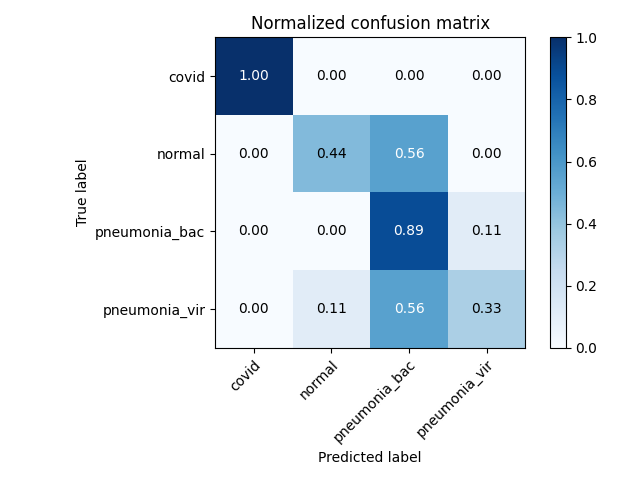 Normalized confusion matrix
True label
covid 1.00 0.00 0.00 0.00
normal 0.00 0.44 0.56 0.00
pneumonia_bac 0.00 0.00 0.89 0.11
pneumonia_vir 0.00 0.11 0.56 0.33
covid normal pneumonia_bac pneumonia_vir
Predicted label
1.0
0.8
0.6
0.4
0.2
0.0